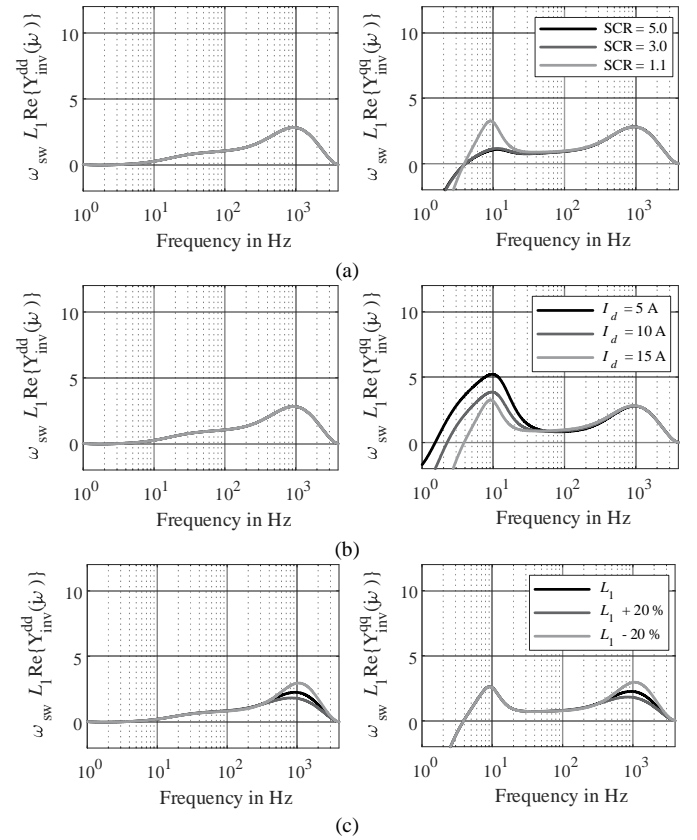 12
10
5
0
10^0 10^1 10^2 10^3
Frequency in Hz
ω_sw L_1 Re{Y_inv^dd(jω)}
12
10
5
0
10^0 10^1 10^2 10^3
Frequency in Hz
ω_sw L_1 Re{Y_inv^qq(jω)}
SCR = 5.0
SCR = 3.0
SCR = 1.1
(a)
10
5
0
10^0 10^1 10^2 10^3
Frequency in Hz
ω_sw L_1 Re{Y_inv^dd(jω)}
10
5
0
10^0 10^1 10^2 10^3
Frequency in Hz
ω_sw L_1 Re{Y_inv^qq(jω)}
I_d = 5 A
I_d = 10 A
I_d = 15 A
(b)
10
5
0
10^0 10^1 10^2 10^3
Frequency in Hz
ω_sw L_1 Re{Y_inv^dd(jω)}
10
5
0
10^0 10^1 10^2 10^3
Frequency in Hz
ω_sw L_1 Re{Y_inv^qq(jω)}
L_1
L_1 + 20 %
L_1 - 20 %
(c)